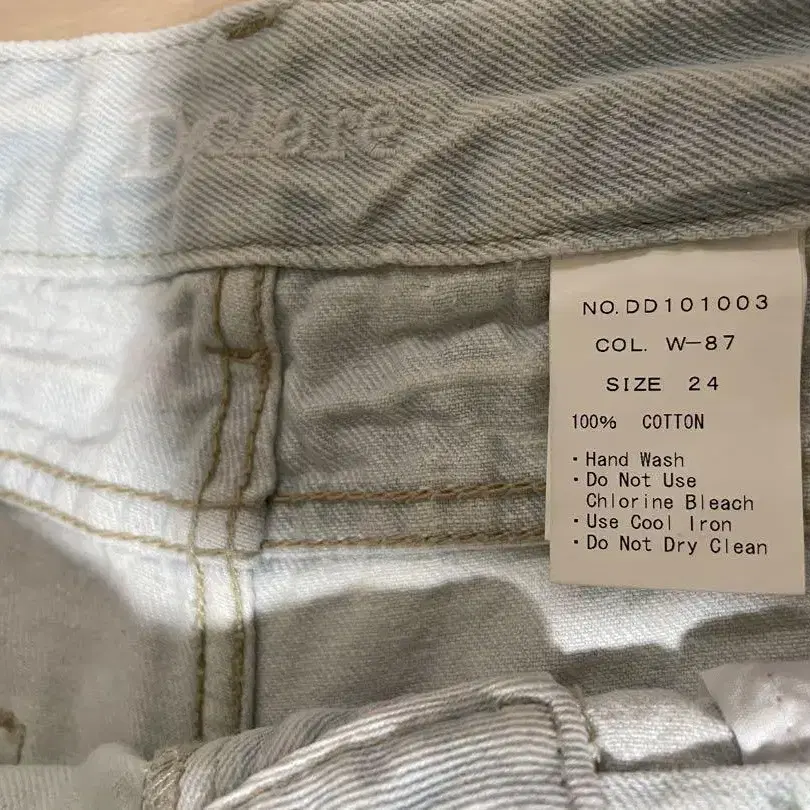 Declare
NO. DD101003
COL. W-87
SIZE 24
100% COTTON
・Hand Wash
・Do Not Use
Chlorine Bleach
・Use Cool Iron
・Do Not Dry Clean